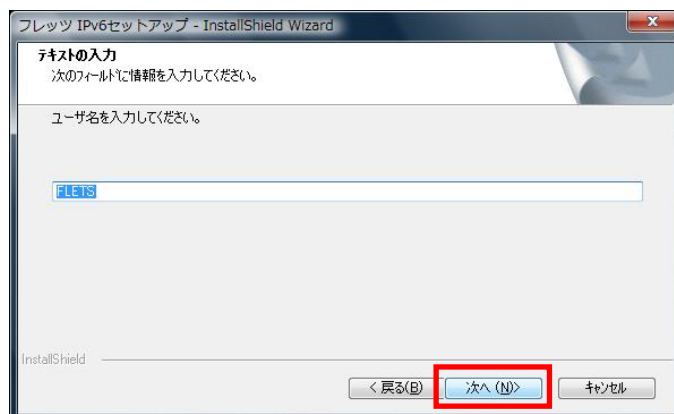 フレッツ IPv6セットアップ - InstallShield Wizard
テキストの入力
次のフィールドに情報を入力してください。
ユーザ名を入力してください。
FLETS
InstallShield
< 戻る(B) 次へ (N)> キャンセル